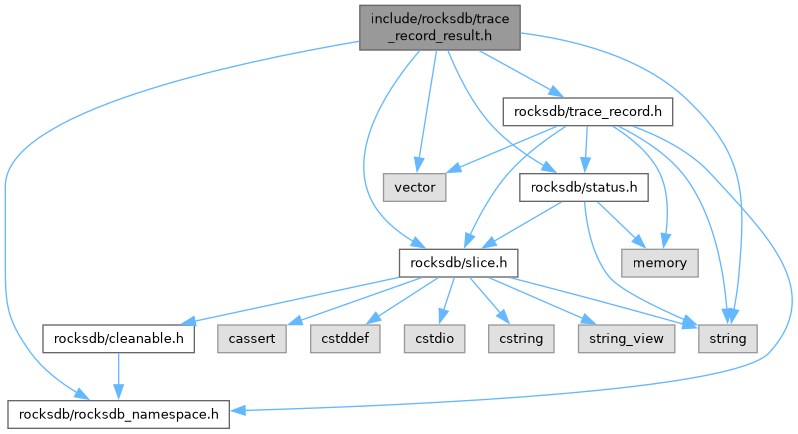 include/rocksdb/trace
_record_result.h
rocksdb/trace_record.h
vector
rocksdb/status.h
rocksdb/slice.h
memory
rocksdb/cleanable.h
cassert
cstddef
cstdio
cstring
string_view
string
rocksdb/rocksdb_namespace.h